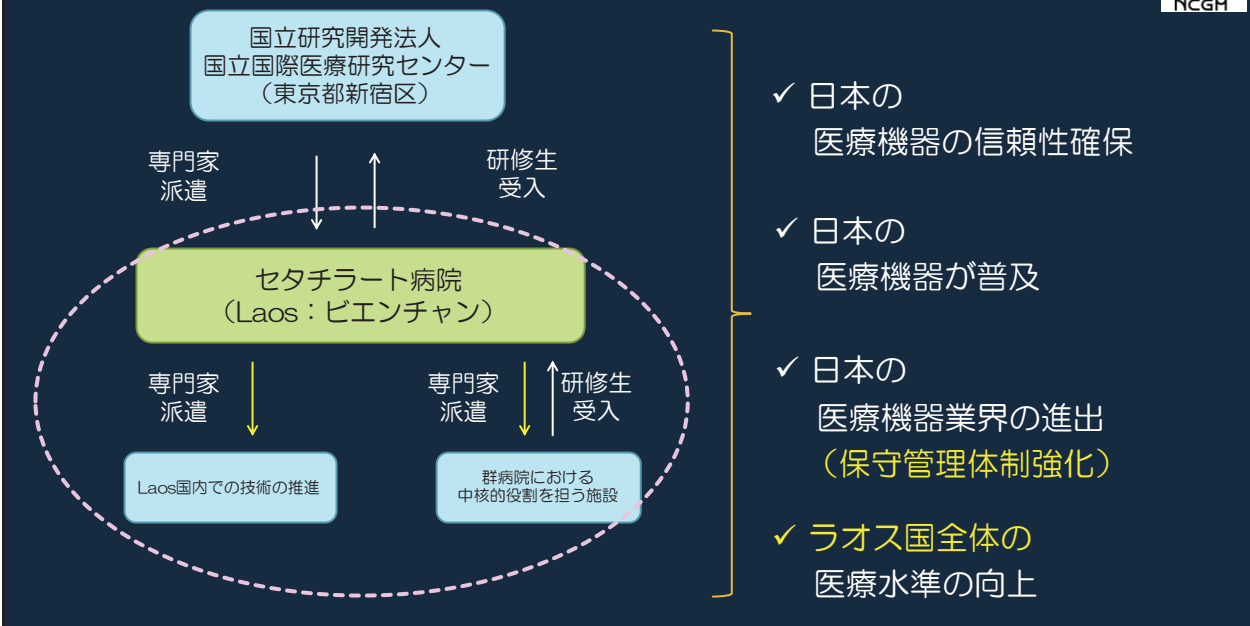 NCGM
国立研究開発法人
国立国際医療研究センター
（東京都新宿区）
専門家
派遣
研修生
受入
セタチラート病院
（Laos：ビエンチャン）
専門家
派遣
専門家
派遣
研修生
受入
Laos国内での技術の推進
群病院における
中核的役割を担う施設
✓ 日本の
医療機器の信頼性確保
✓ 日本の
医療機器が普及
✓ 日本の
医療機器業界の進出
（保守管理体制強化）
✓ ラオス国全体の
医療水準の向上